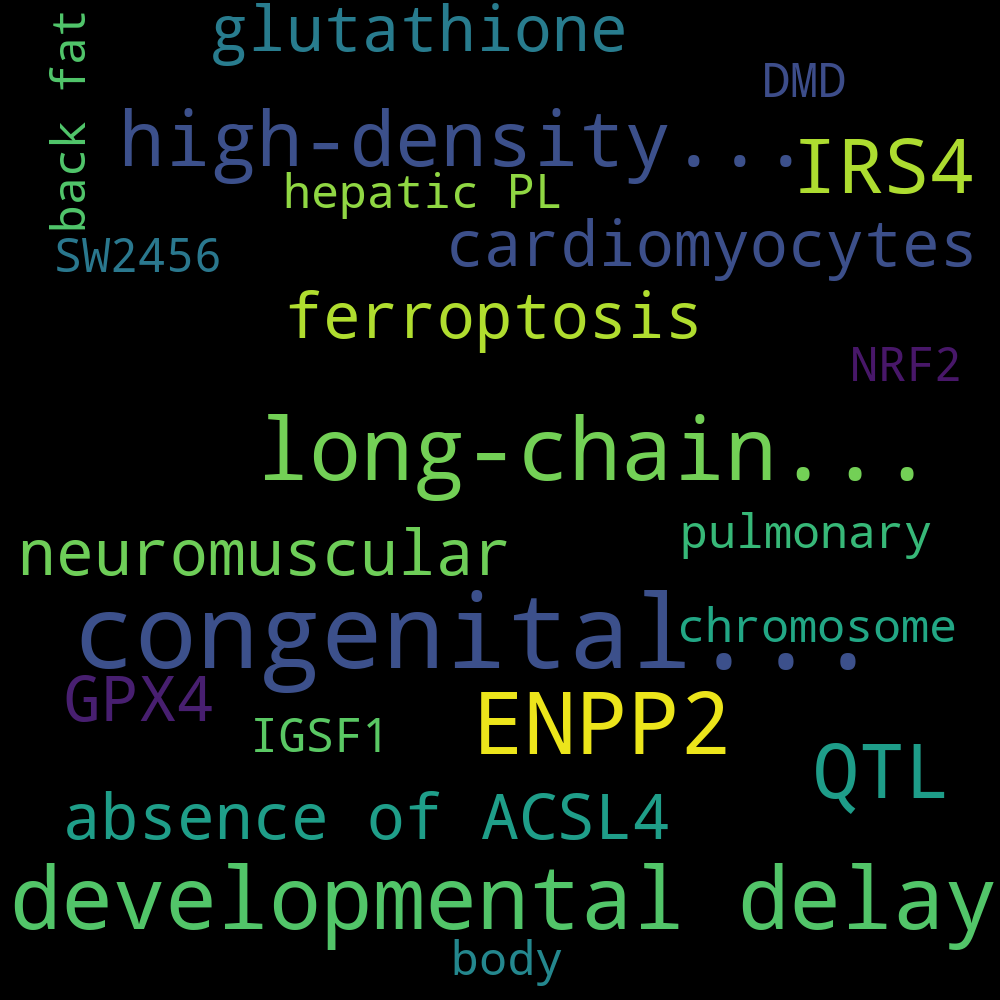 glutathione
back fat
DMD
high-density...
IRS4
hepatic PL
cardiomyocytes
SW2456
ferroptosis
NRF2
long-chain...
pulmonary
neuromuscular
congenital...
chromosome
GPX4
ENPP2
IGSF1
QTL
absence of ACSL4
developmental delay
body